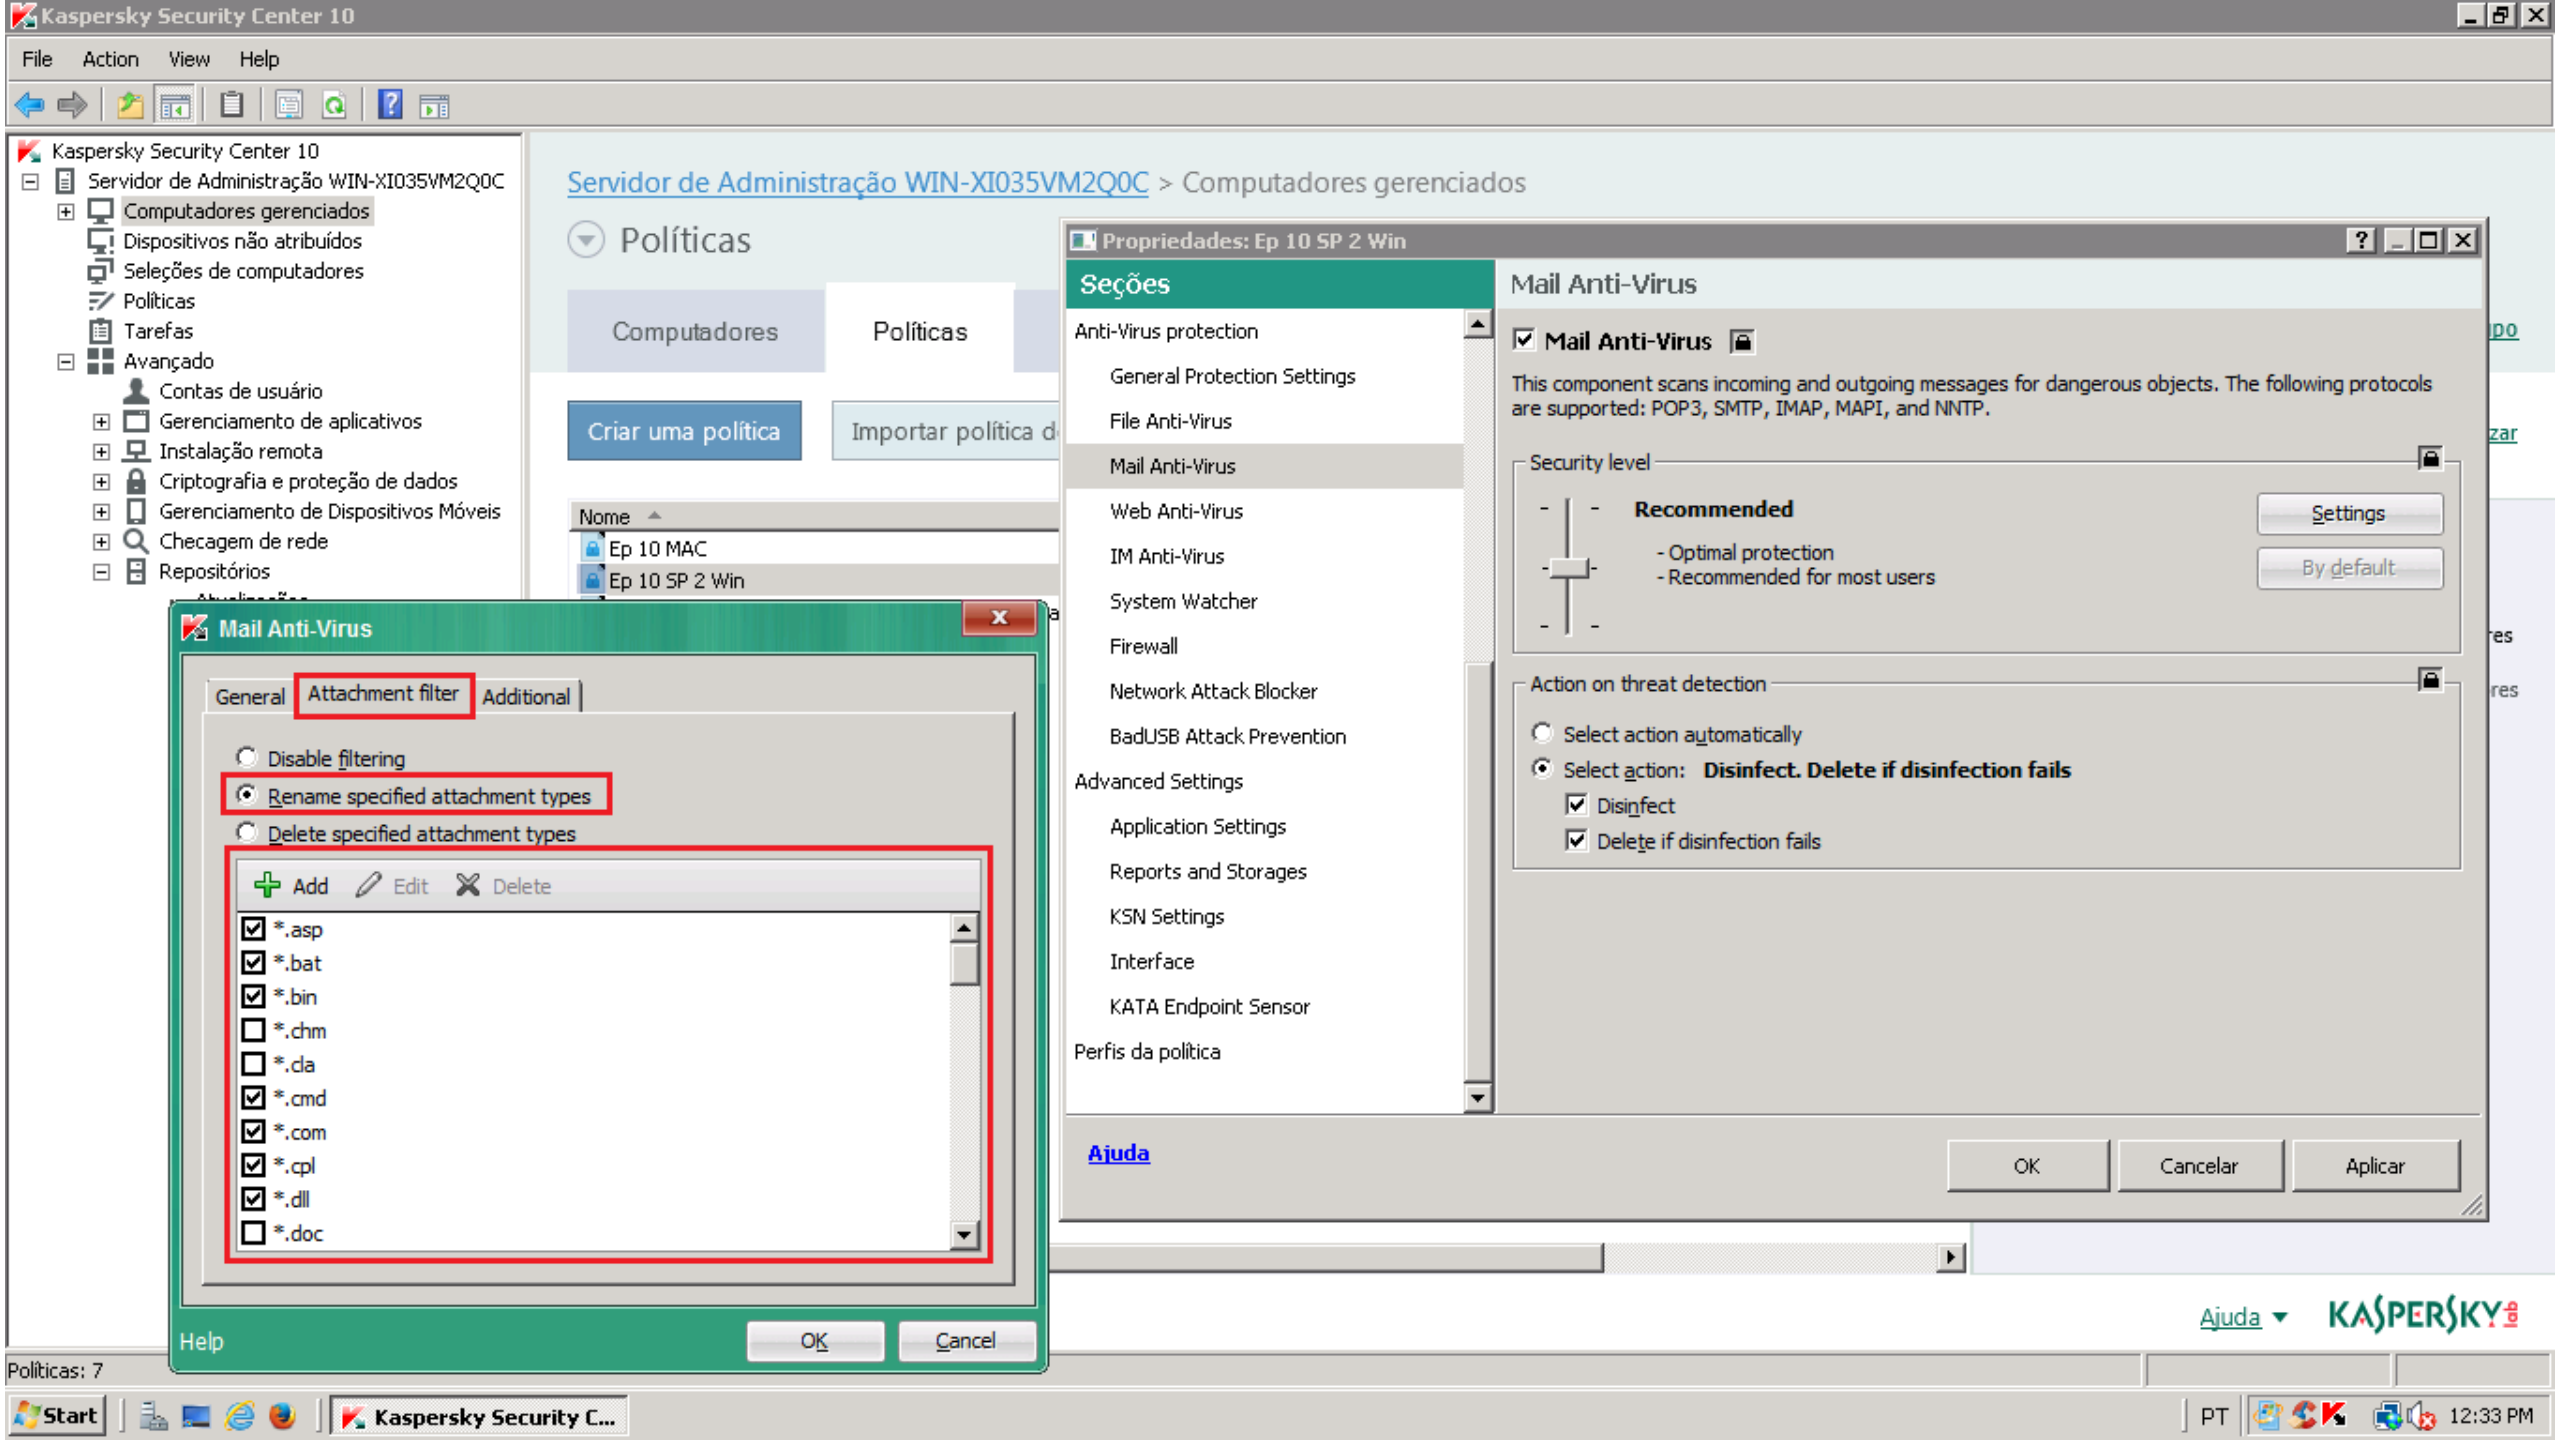 Kaspersky Security Center 10
File Action View Help
Kaspersky Security Center 10
Servidor de Administração WIN-XI035VM2Q0C
Computadores gerenciados
Dispositivos não atribuídos
Seleções de computadores
Políticas
Tarefas
Avançado
Contas de usuário
Gerenciamento de aplicativos
Instalação remota
Criptografia e proteção de dados
Gerenciamento de Dispositivos Móveis
Checagem de rede
Repositórios
Servidor de Administração WIN-XI035VM2Q0C > Computadores gerenciados
Políticas
Computadores Políticas
Criar uma política Importar política d
Nome
Ep 10 MAC
Ep 10 SP 2 Win
Propriedades: Ep 10 SP 2 Win
Seções
Anti-Virus protection
General Protection Settings
File Anti-Virus
Mail Anti-Virus
Web Anti-Virus
IM Anti-Virus
System Watcher
Firewall
Network Attack Blocker
BadUSB Attack Prevention
Advanced Settings
Application Settings
Reports and Storages
KSN Settings
Interface
KATA Endpoint Sensor
Perfis da política
Mail Anti-Virus
Mail Anti-Virus
This component scans incoming and outgoing messages for dangerous objects. The following protocols
are supported: POP3, SMTP, IMAP, MAPI, and NNTP.
Security level
Recommended
- Optimal protection
- Recommended for most users
Settings
By default
Action on threat detection
Select action automatically
Select action: Disinfect. Delete if disinfection fails
Disinfect
Delete if disinfection fails
Ajuda
OK Cancelar Aplicar
upo
zar
res
res
Mail Anti-Virus
General Attachment filter Additional
Disable filtering
Rename specified attachment types
Delete specified attachment types
Add Edit Delete
*.asp
*.bat
*.bin
*.chm
*.cla
*.cmd
*.com
*.cpl
*.dll
*.doc
Help OK Cancel
Ajuda KASPERSKY lab
Políticas: 7
Start Kaspersky Security C... PT 12:33 PM